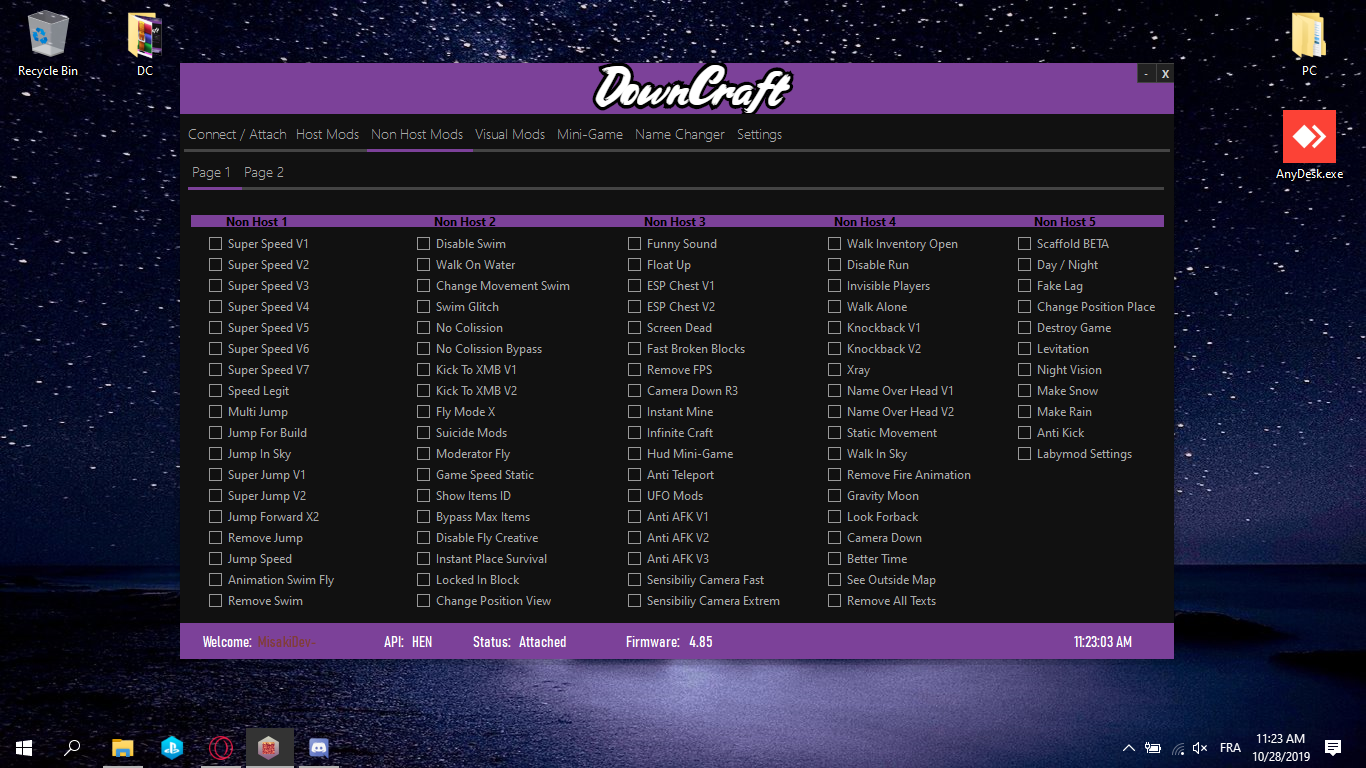 Recycle Bin
DC
PC
AnyDesk.exe
DownCraft
- x
Connect / Attach Host Mods Non Host Mods Visual Mods Mini-Game Name Changer Settings
Page 1 Page 2
Non Host 1 Non Host 2 Non Host 3 Non Host 4 Non Host 5
Super Speed V1 Disable Swim Funny Sound Walk Inventory Open Scaffold BETA
Super Speed V2 Walk On Water Float Up Disable Run Day / Night
Super Speed V3 Change Movement Swim ESP Chest V1 Invisible Players Fake Lag
Super Speed V4 Swim Glitch ESP Chest V2 Walk Alone Change Position Place
Super Speed V5 No Colission Screen Dead Knockback V1 Destroy Game
Super Speed V6 No Colission Bypass Fast Broken Blocks Knockback V2 Levitation
Super Speed V7 Kick To XMB V1 Remove FPS Xray Night Vision
Speed Legit Kick To XMB V2 Camera Down R3 Name Over Head V1 Make Snow
Multi Jump Fly Mode X Instant Mine Name Over Head V2 Make Rain
Jump For Build Suicide Mods Infinite Craft Static Movement Anti Kick
Jump In Sky Moderator Fly Hud Mini-Game Walk In Sky Labymod Settings
Super Jump V1 Game Speed Static Anti Teleport Remove Fire Animation
Super Jump V2 Show Items ID UFO Mods Gravity Moon
Jump Forward X2 Bypass Max Items Anti AFK V1 Look Forback
Remove Jump Disable Fly Creative Anti AFK V2 Camera Down
Jump Speed Instant Place Survival Anti AFK V3 Better Time
Animation Swim Fly Locked In Block Sensibiliy Camera Fast See Outside Map
Remove Swim Change Position View Sensibiliy Camera Extrem Remove All Texts
Welcome: MisakiDev- API: HEN Status: Attached Firmware: 4.85 11:23:03 AM
FRA
11:23 AM
10/28/2019